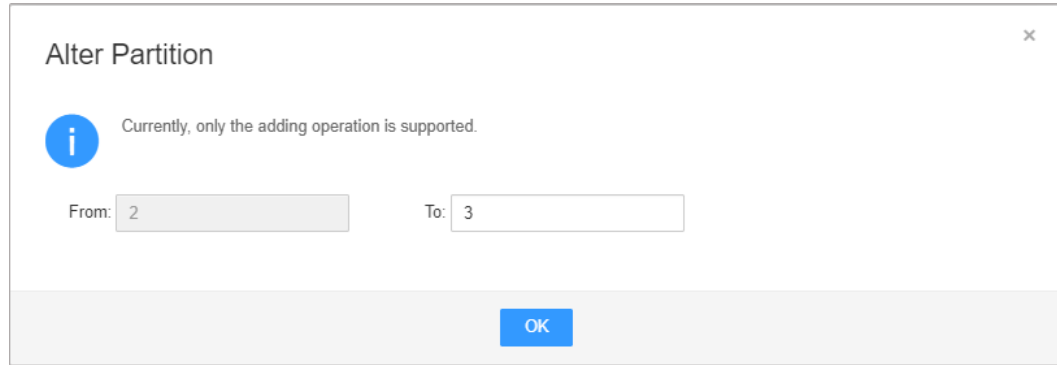 Alter Partition
×
i
Currently, only the adding operation is supported.
From: 2 To: 3
OK